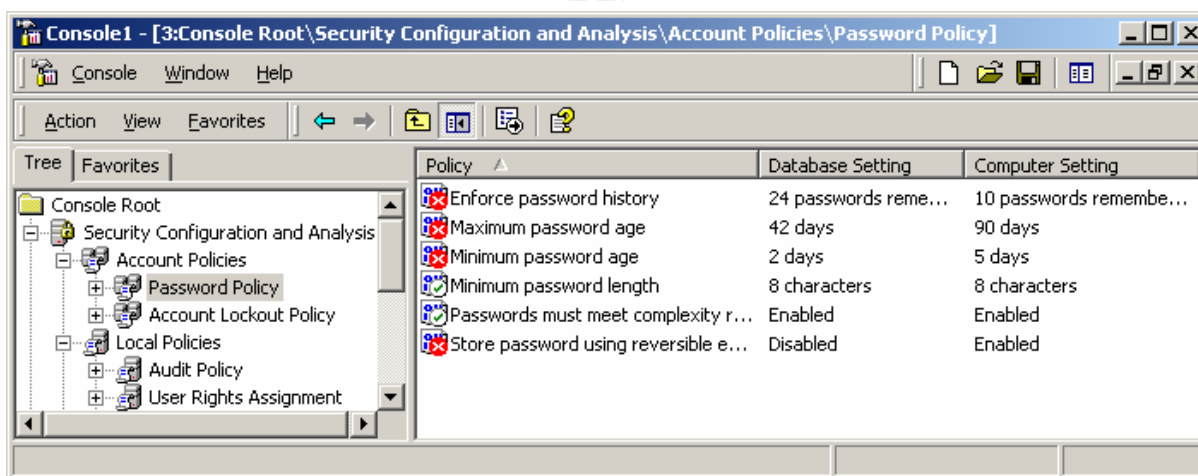 Console1 - [3:Console Root\Security Configuration and Analysis\Account Policies\Password Policy]
Console Window Help
Action View Favorites
Tree Favorites
Console Root
Security Configuration and Analysis
Account Policies
Password Policy
Account Lockout Policy
Local Policies
Audit Policy
User Rights Assignment
Policy Database Setting Computer Setting
Enforce password history 24 passwords reme... 10 passwords remembe...
Maximum password age 42 days 90 days
Minimum password age 2 days 5 days
Minimum password length 8 characters 8 characters
Passwords must meet complexity r... Enabled Enabled
Store password using reversible e... Disabled Enabled